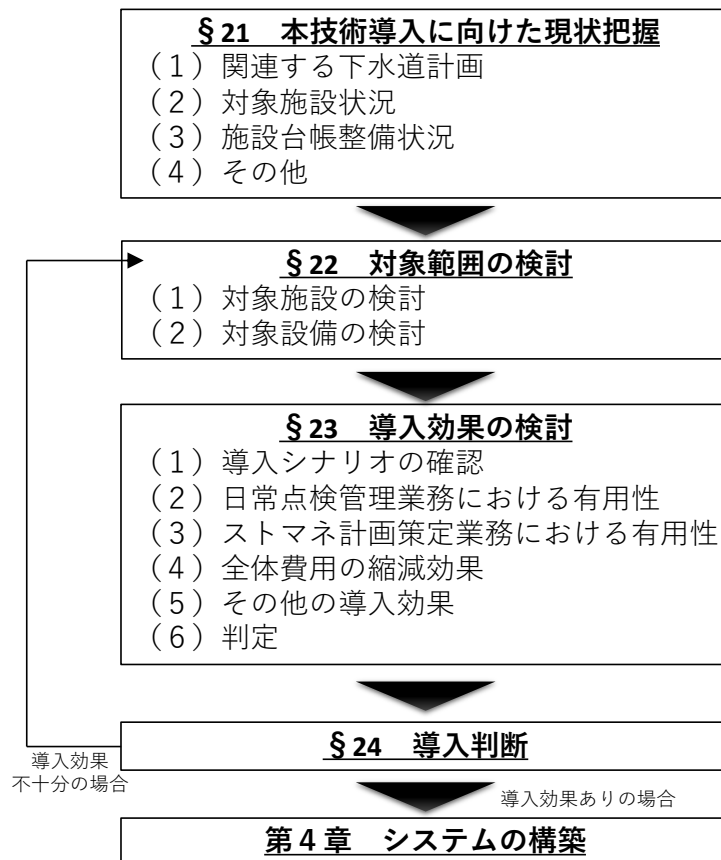 §21　本技術導入に向けた現状把握
（１）関連する下水道計画
（２）対象施設状況
（３）施設台帳整備状況
（４）その他
§22　対象範囲の検討
（１）対象施設の検討
（２）対象設備の検討
§23　導入効果の検討
（１）導入シナリオの確認
（２）日常点検管理業務における有用性
（３）ストマネ計画策定業務における有用性
（４）全体費用の縮減効果
（５）その他の導入効果
（６）判定
§24　導入判断
導入効果
不十分の場合
導入効果ありの場合
第４章　システムの構築